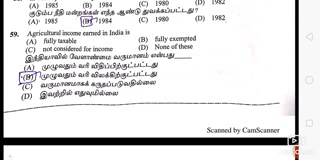 (A) 1985 (B) 1984 (C) 1980 (D) 1982
குடும்ப நீதி மன்றங்கள் எந்த ஆண்டு துவக்கப்பட்டது?
(A) 1985 (B) 1984 (C) 1980 (D) 1982
59. Agricultural income earned in India is
(A) fully taxable (B) fully exempted
(C) not considered for income (D) None of these
இந்தியாவில் வேளாண்மை வருமானம் என்பது
(A) முழுவதும் வரி விதிப்பிற்குட்பட்டது
(B) முழுவதும் வரி விலக்கிற்குட்பட்டது
(C) வருமானமாகக் கருதப்படுவதில்லை
(D) இவற்றில் எதுவுமில்லை
Scanned by CamScanner